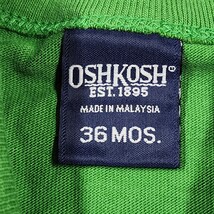 OSHKOSH®
EST. 1895
MADE IN MALAYSIA
36 MOS.